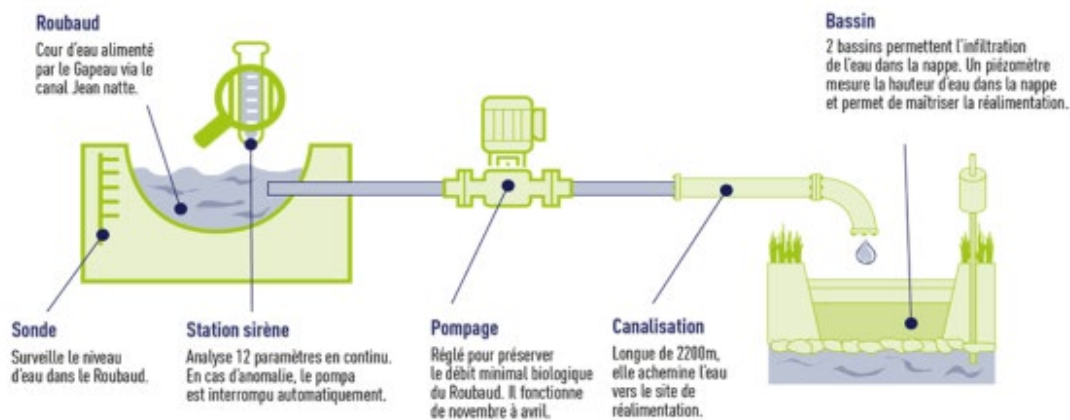 Roubaud
Cour d'eau alimenté
par le Gapeau via le
canal Jean natte.
Bassin
2 bassins permettent l'infiltration
de l'eau dans la nappe. Un piézomètre
mesure la hauteur d'eau dans la nappe
et permet de maîtriser la réalimentation.
Sonde
Surveille le niveau
d'eau dans le Roubaud.
Station sirène
Analyse 12 paramètres en continu.
En cas d'anomalie, le pompa
est interrompu automatiquement.
Pompage
Réglé pour préserver
le débit minimal biologique
du Roubaud. Il fonctionne
de novembre à avril.
Canalisation
Longue de 2200m,
elle achemine l'eau
vers le site de
réalimentation.